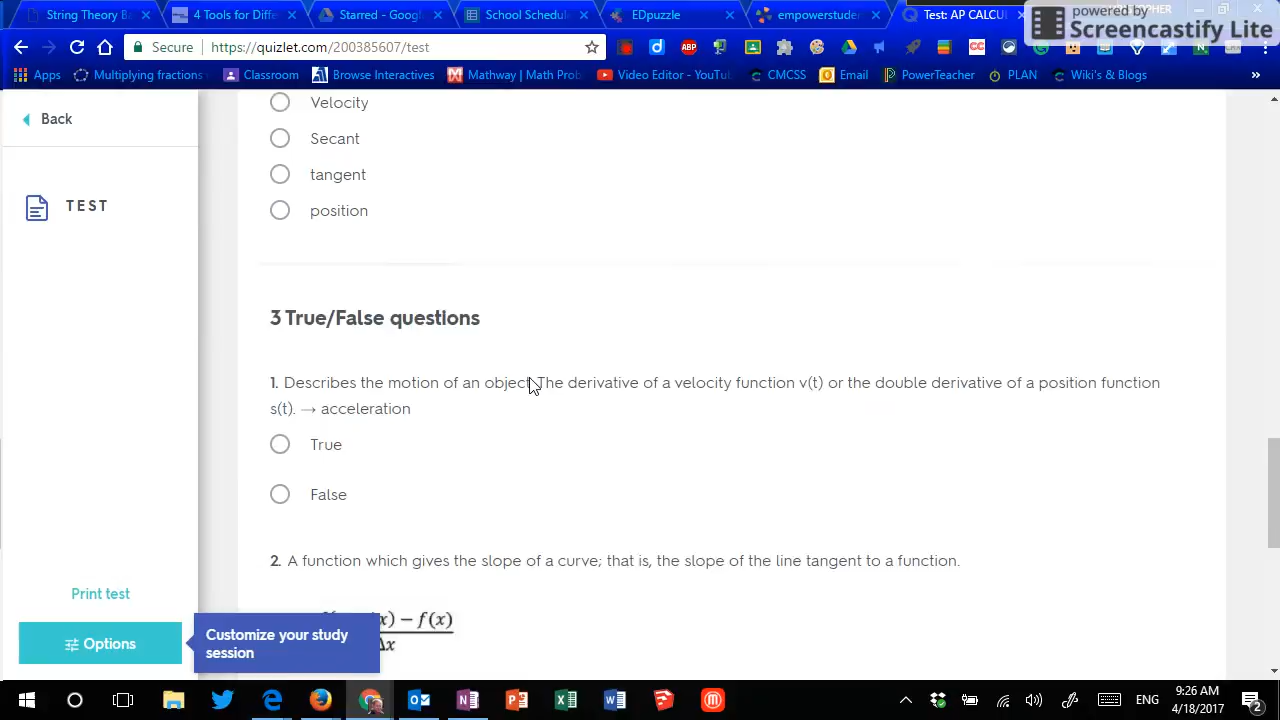 String Theory Ba
4 Tools for Differ
Starred - Googl
School Schedul
EDpuzzle
empowerstuden
Test: AP CALCU
powered by
Screencastify Lite
Secure
https://quizlet.com/200385607/test
Apps
Multiplying fractions
Classroom
Browse Interactives
Mathway | Math Prob
Video Editor - YouTu
CMCSS
Email
PowerTeacher
PLAN
Wiki's & Blogs
»
Back
TEST
Velocity
Secant
tangent
position
3 True/False questions
1. Describes the motion of an object. The derivative of a velocity function v(t) or the double derivative of a position function
s(t). → acceleration
True
False
2. A function which gives the slope of a curve; that is, the slope of the line tangent to a function.
x) − f(x)
Δx
Print test
Options
Customize your study
session
ENG
9:26 AM
4/18/2017
2